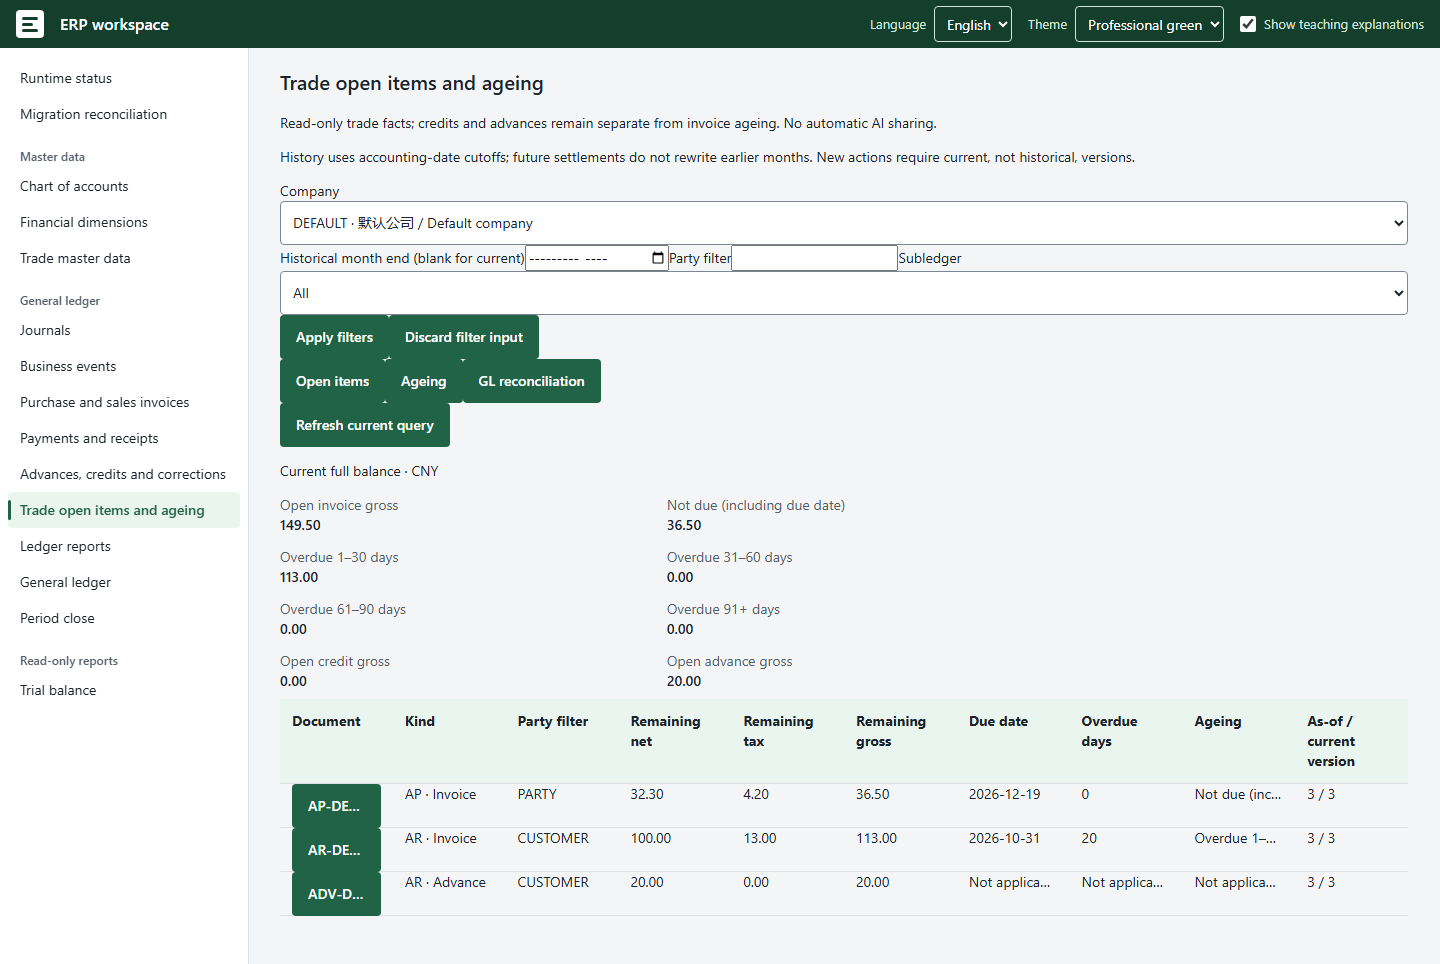 ERP workspace
Language English Theme Professional green Show teaching explanations
Runtime status
Migration reconciliation
Master data
Chart of accounts
Financial dimensions
Trade master data
General ledger
Journals
Business events
Purchase and sales invoices
Payments and receipts
Advances, credits and corrections
Trade open items and ageing
Ledger reports
General ledger
Period close
Read-only reports
Trial balance
Trade open items and ageing
Read-only trade facts; credits and advances remain separate from invoice ageing. No automatic AI sharing.
History uses accounting-date cutoffs; future settlements do not rewrite earlier months. New actions require current, not historical, versions.
Company
DEFAULT · 默认公司 / Default company
Historical month end (blank for current) --------- ---- Party filter Subledger
All
Apply filters Discard filter input
Open items Ageing GL reconciliation
Refresh current query
Current full balance · CNY
Open invoice gross Not due (including due date)
149.50 36.50
Overdue 1–30 days Overdue 31–60 days
113.00 0.00
Overdue 61–90 days Overdue 91+ days
0.00 0.00
Open credit gross Open advance gross
0.00 20.00
Document Kind Party filter Remaining net Remaining tax Remaining gross Due date Overdue days Ageing As-of / current version
AP-DE... AP · Invoice PARTY 32.30 4.20 36.50 2026-12-19 0 Not due (inc... 3 / 3
AR-DE... AR · Invoice CUSTOMER 100.00 13.00 113.00 2026-10-31 20 Overdue 1–... 3 / 3
ADV-D... AR · Advance CUSTOMER 20.00 0.00 20.00 Not applica... Not applica... Not applica... 3 / 3